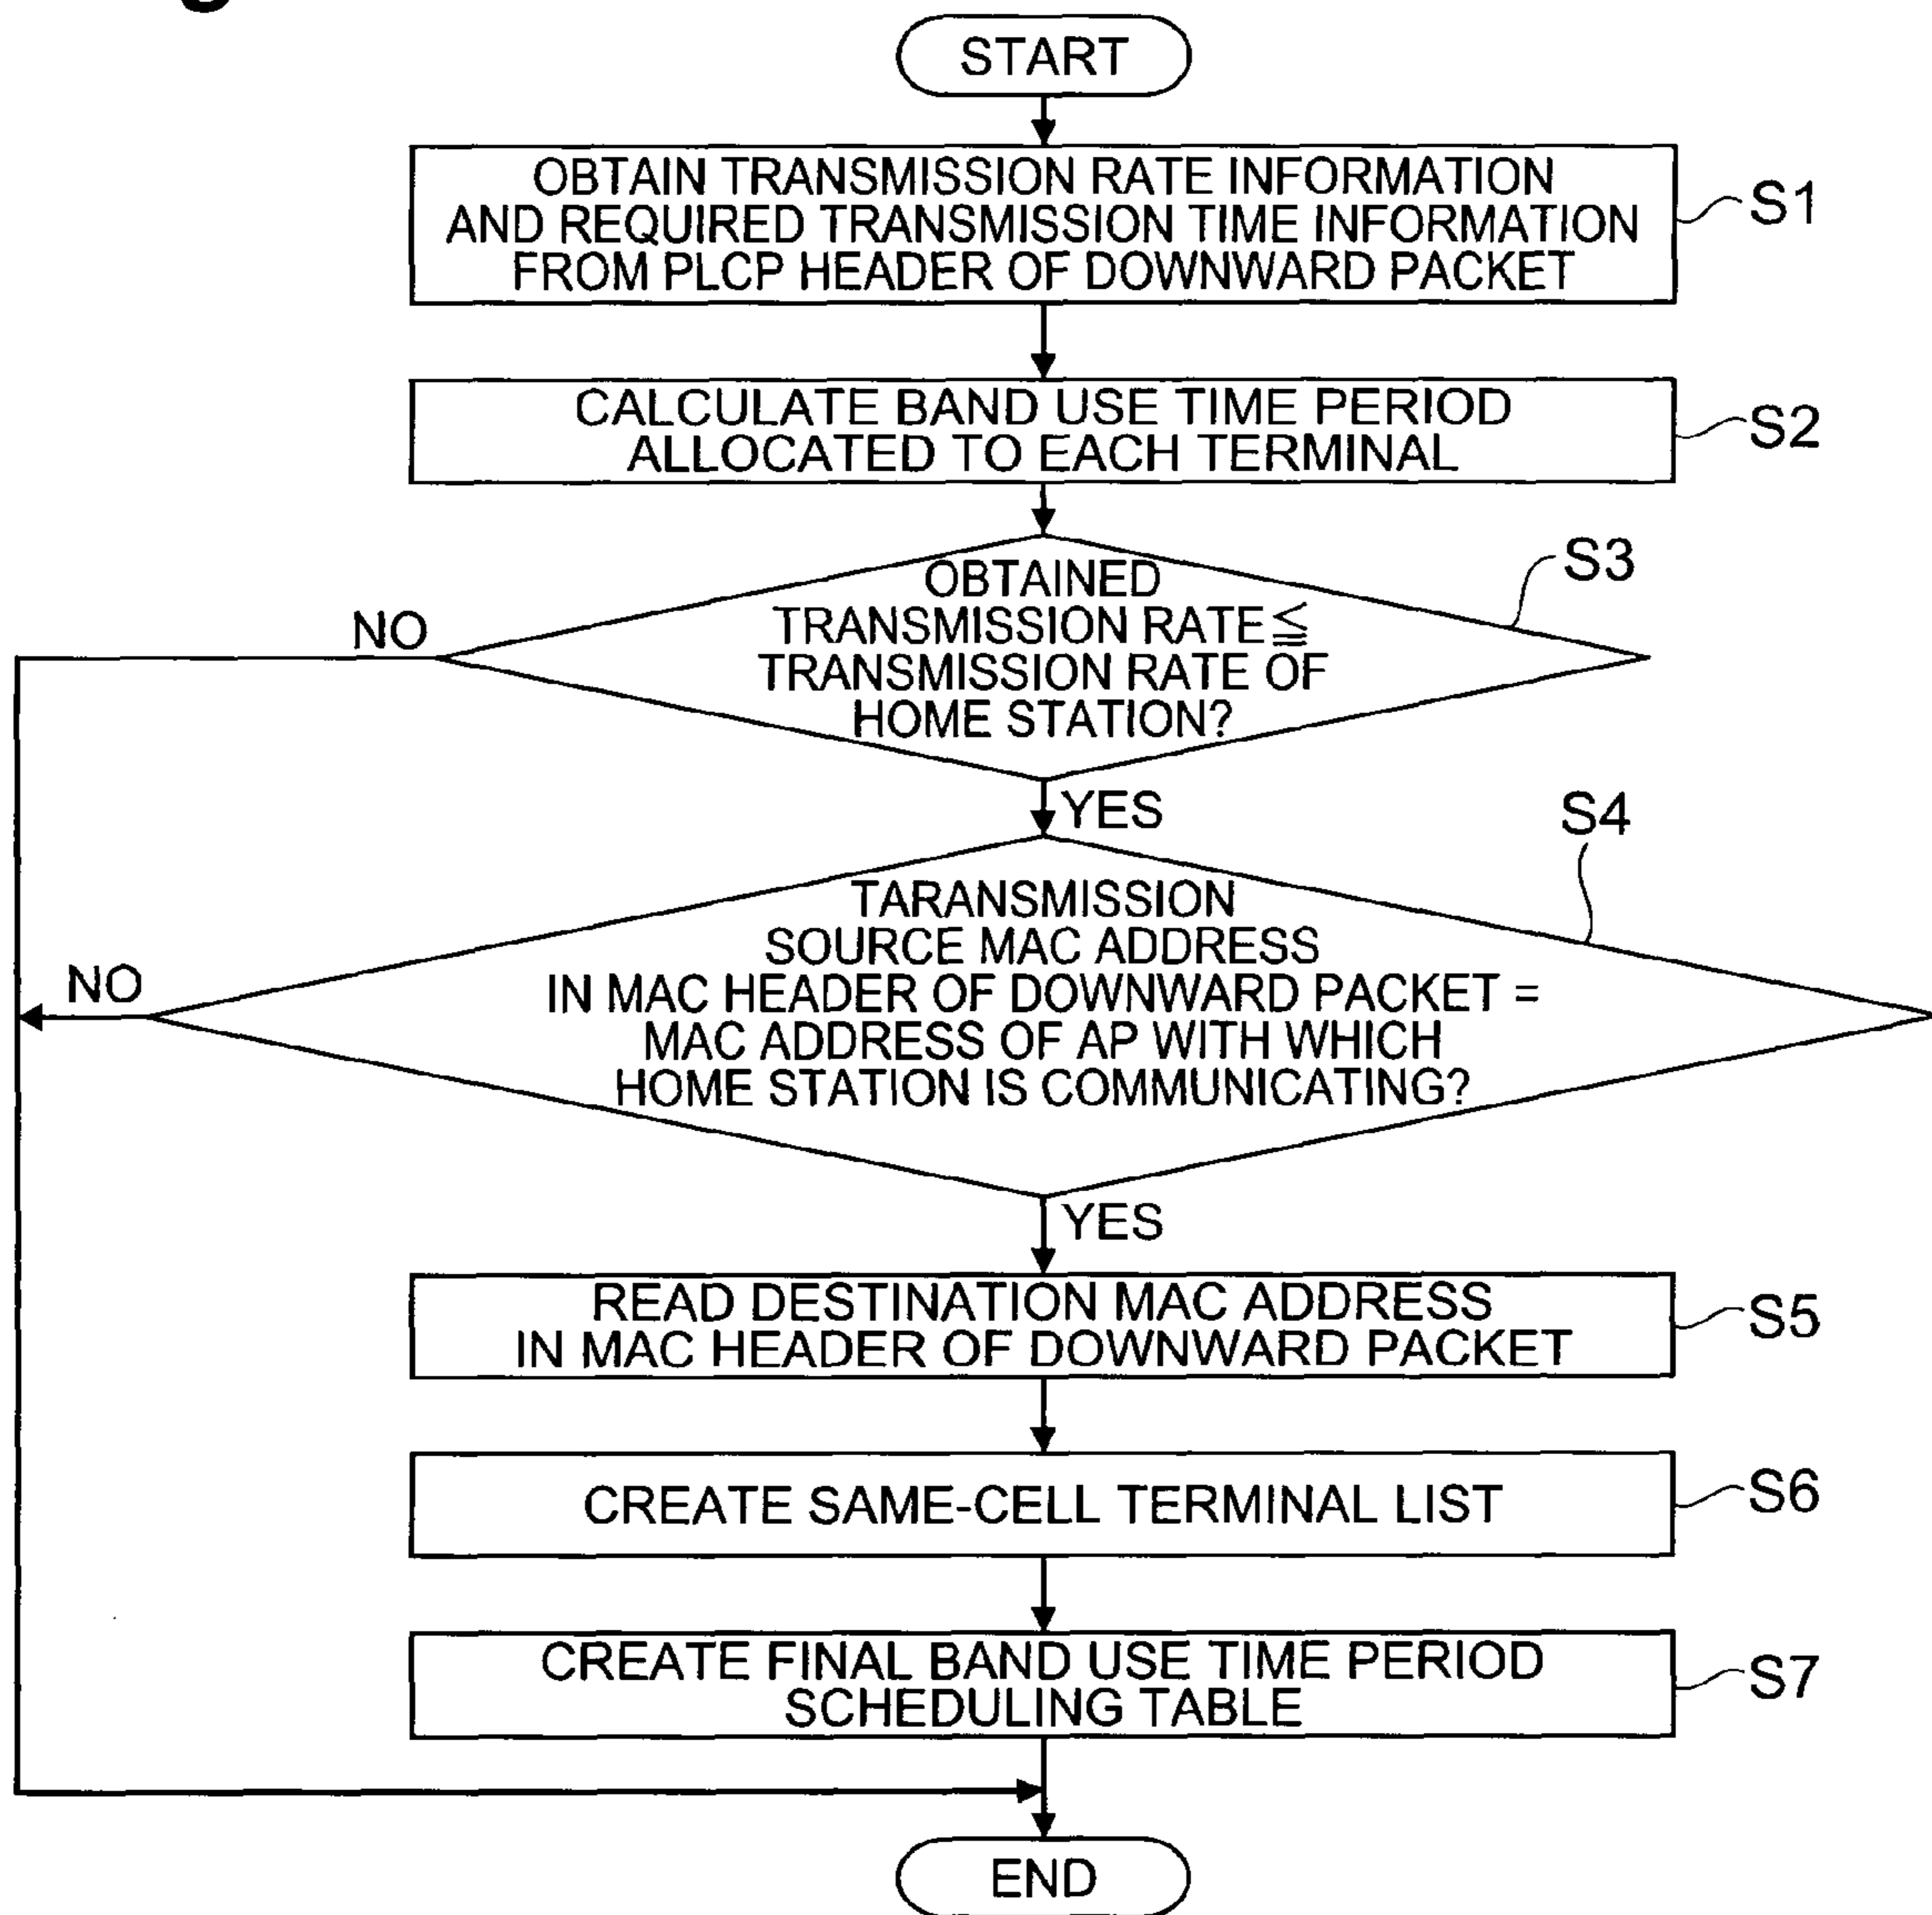 START
OBTAIN TRANSMISSION RATE INFORMATION
AND REQUIRED TRANSMISSION TIME INFORMATION
FROM PLCP HEADER OF DOWNWARD PACKET
S1
CALCULATE BAND USE TIME PERIOD
ALLOCATED TO EACH TERMINAL
S2
OBTAINED
TRANSMISSION RATE≦
TRANSMISSION RATE OF
HOME STATION?
S3
NO
YES
TARANSMISSION
SOURCE MAC ADDRESS
IN MAC HEADER OF DOWNWARD PACKET =
MAC ADDRESS OF AP WITH WHICH
HOME STATION IS COMMUNICATING?
S4
NO
YES
READ DESTINATION MAC ADDRESS
IN MAC HEADER OF DOWNWARD PACKET
S5
CREATE SAME-CELL TERMINAL LIST
S6
CREATE FINAL BAND USE TIME PERIOD
SCHEDULING TABLE
S7
END